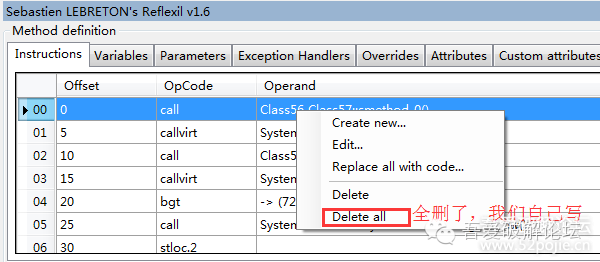 Sebastien LEBRETON's Reflexil v1.6
Method definition
Instructions Variables Parameters Exception Handlers Overrides Attributes Custom attributes
Offset OpCode Operand
00 0 call Class56 Class57::smethod_00
01 5 callvirt System
02 10 call Class5
03 15 callvirt System
04 20 bgt -> (72
05 25 call System
06 30 stloc.2
Create new...
Edit...
Replace all with code...
Delete
Delete all
全删了，我们自己写
吾爱破解论坛
www.52pojie.cn